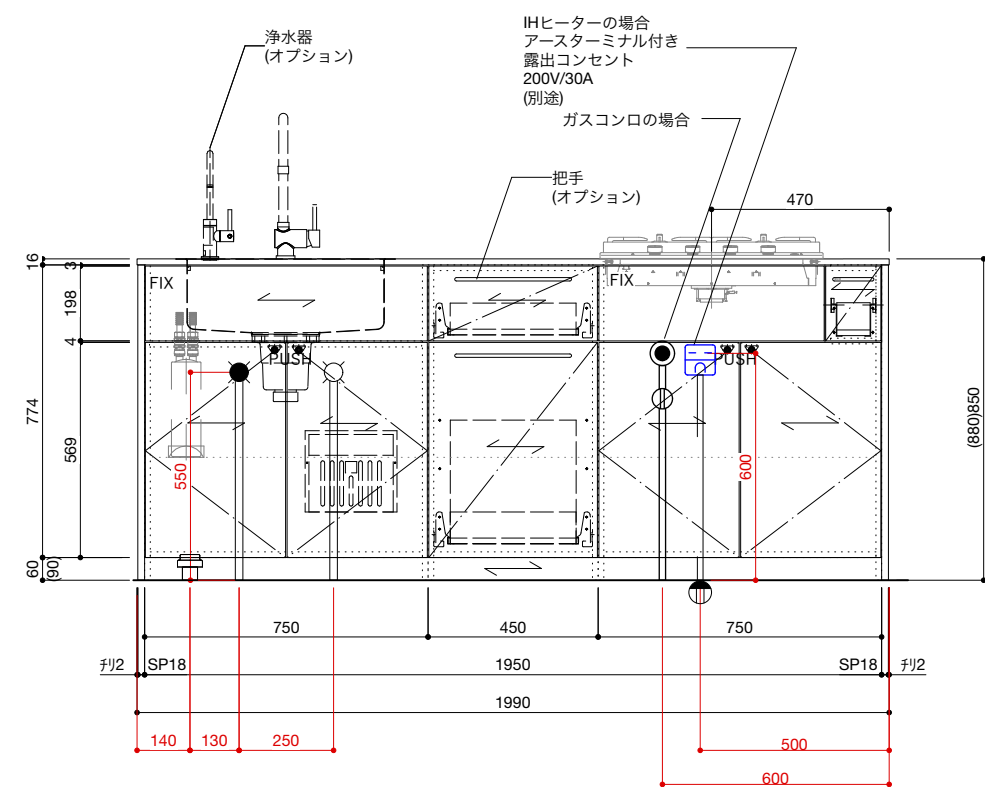 IHヒーターの場合
アースターミナル付き
露出コンセント
200V/30A
(別途)
浄水器
(オプション)
ガスコンロの場合
把手
(オプション)
470
16
3
FIX
FIX
198
4
PUSH
PUSH
774
569
550
600
(880)850
60
(90)
750
450
750
チリ2
SP18
1950
SP18
チリ2
1990
140
130
250
500
600